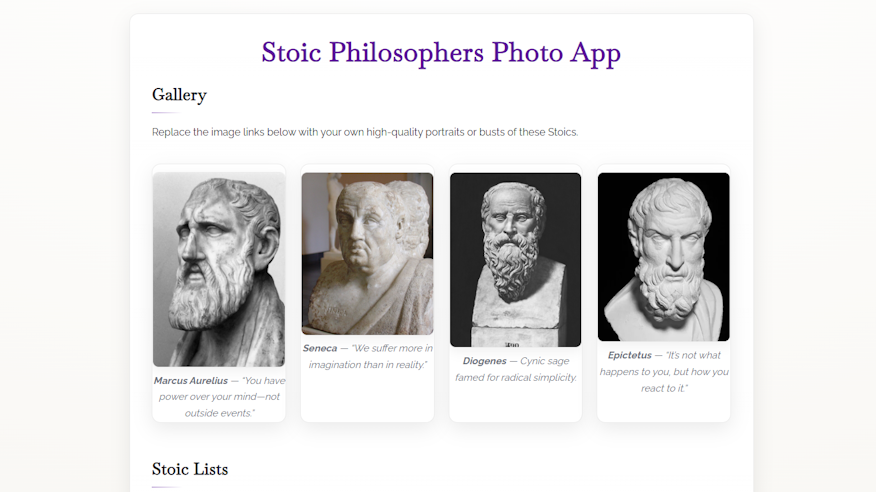 Stoic Philosophers Photo App
Gallery
Replace the image links below with your own high-quality portraits or busts of these Stoics.
Marcus Aurelius — “You have
power over your mind—not
outside events.”
Seneca — “We suffer more in
imagination than in reality.”
Diogenes — Cynic sage
famed for radical simplicity.
Epictetus — “It’s not what
happens to you, but how you
react to it.”
Stoic Lists